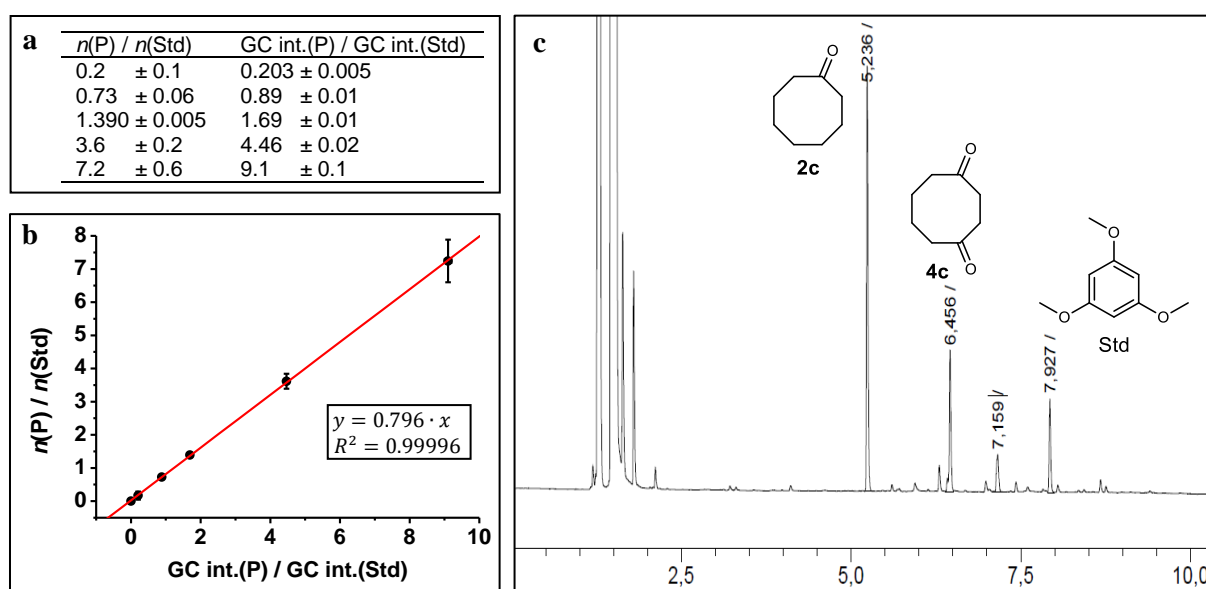 a
n(P) / n(Std) GC int.(P) / GC int.(Std)
0.2 ± 0.1 0.203 ± 0.005
0.73 ± 0.06 0.89 ± 0.01
1.390 ± 0.005 1.69 ± 0.01
3.6 ± 0.2 4.46 ± 0.02
7.2 ± 0.6 9.1 ± 0.1
b
8
7
6
5
4
3
2
1
0
n(P) / n(Std)
y = 0.796 · x
R² = 0.99996
0 2 4 6 8 10
GC int.(P) / GC int.(Std)
c
5,236 /
O
2c
O
O
4c
6,456 /
7,159 /
O
O
O
Std
7,927 /
2,5 5,0 7,5 10,0